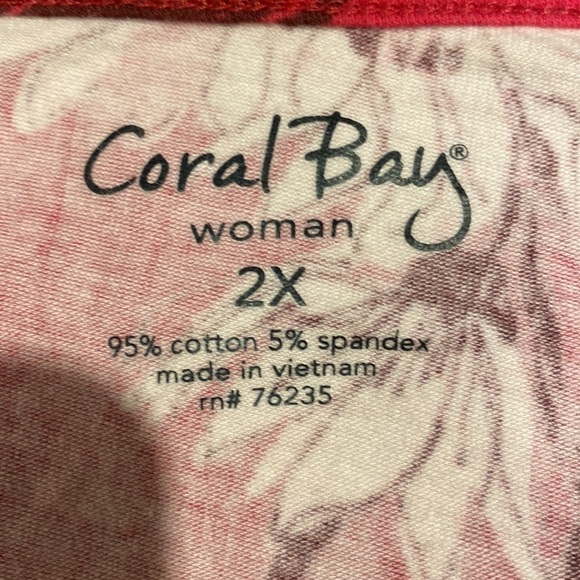 Coral Bay®
woman
2X
95% cotton 5% spandex
made in vietnam
rn# 76235